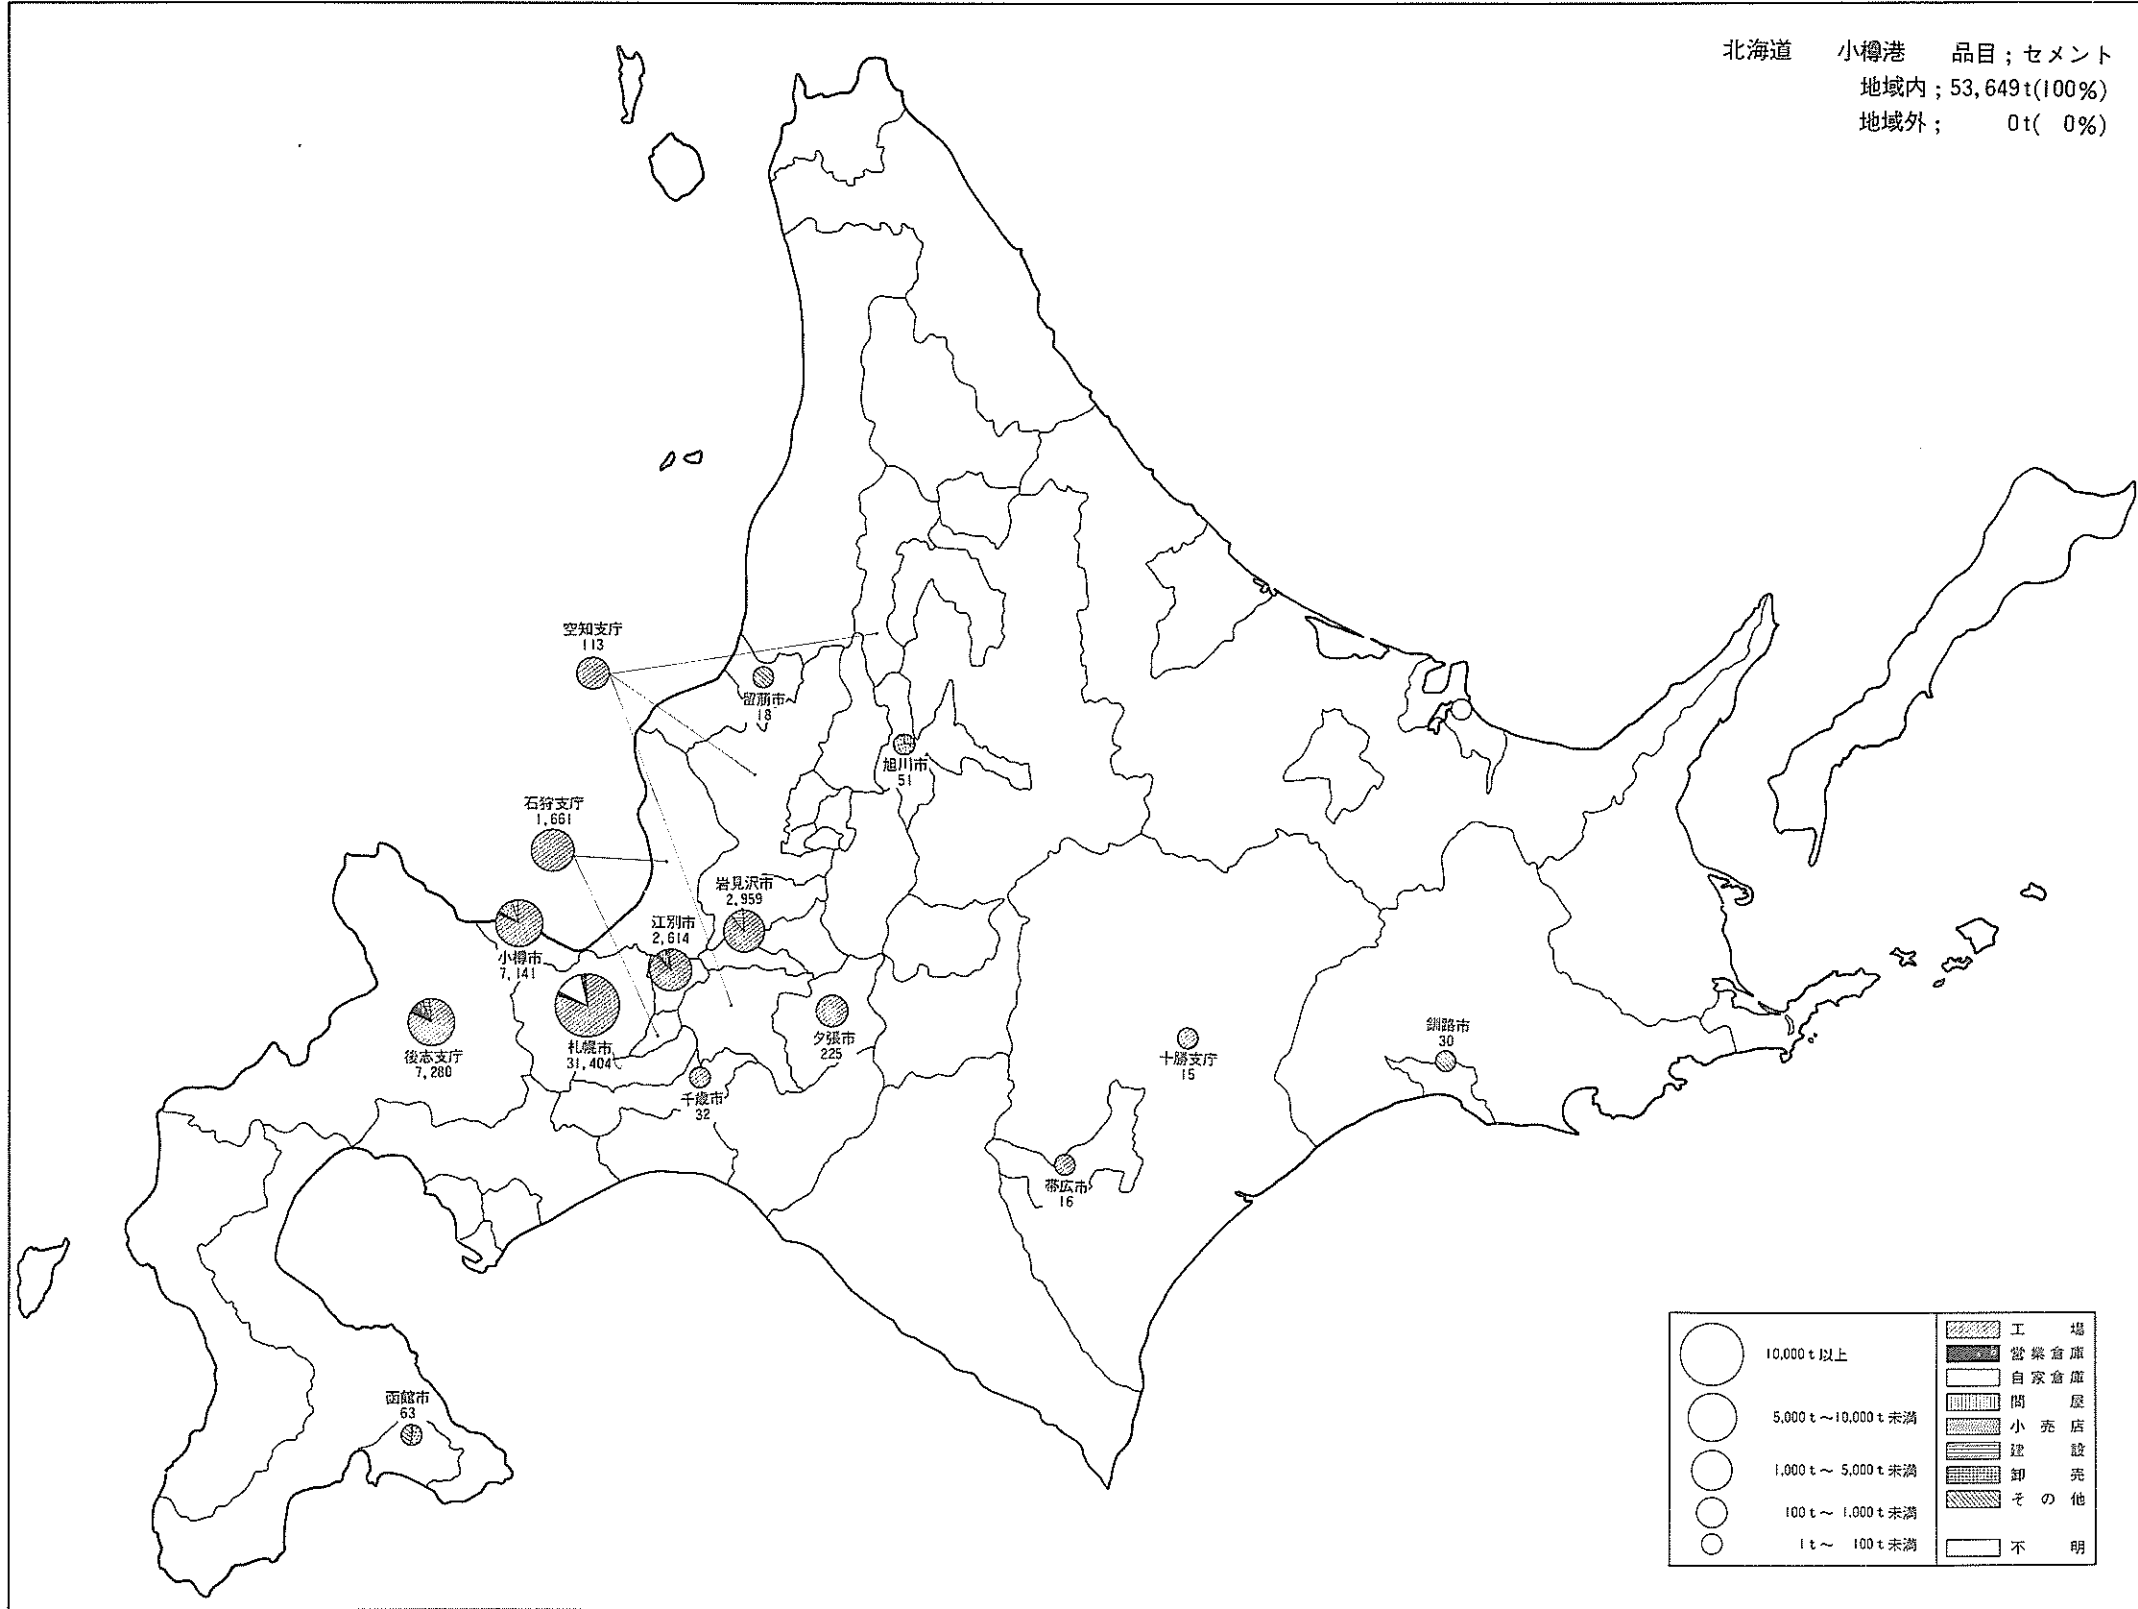 北海道 小樽港 品目；セメント
地域内；53,649t(100%)
地域外； 0t( 0%)
空知支庁
113
留萠市
18
旭川市
51
石狩支庁
1,661
岩見沢市
2,959
江別市
2,614
小樽市
7,141
札幌市
31,404
後志支庁
7,280
夕張市
225
千歳市
32
十勝支庁
15
釧路市
30
帯広市
16
函館市
63
10,000t以上
5,000t～10,000t未満
1,000t～5,000t未満
100t～1,000t未満
1t～100t未満
工場
営業倉庫
自家倉庫
問屋
小売店
建設
卸売
その他
不明